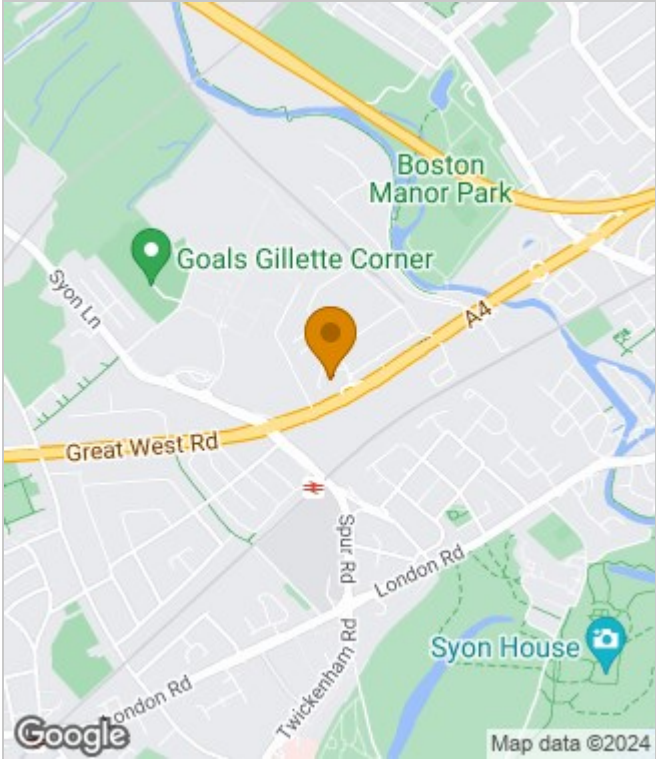 Boston
Manor Park
Goals Gillette Corner
Syon Ln
A4
Great West Rd
Spur Rd
London Rd
Syon House
Twickenham Rd
London Rd
Google
Map data ©2024